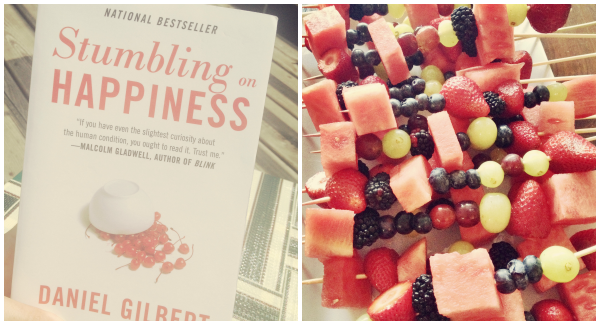 NATIONAL BESTSELLER
Stumbling on
HAPPINESS
"If you have even the slightest curiosity about
the human condition, you ought to read it. Trust me."
—MALCOLM GLADWELL, AUTHOR OF BLINK
DANIEL GILBERT